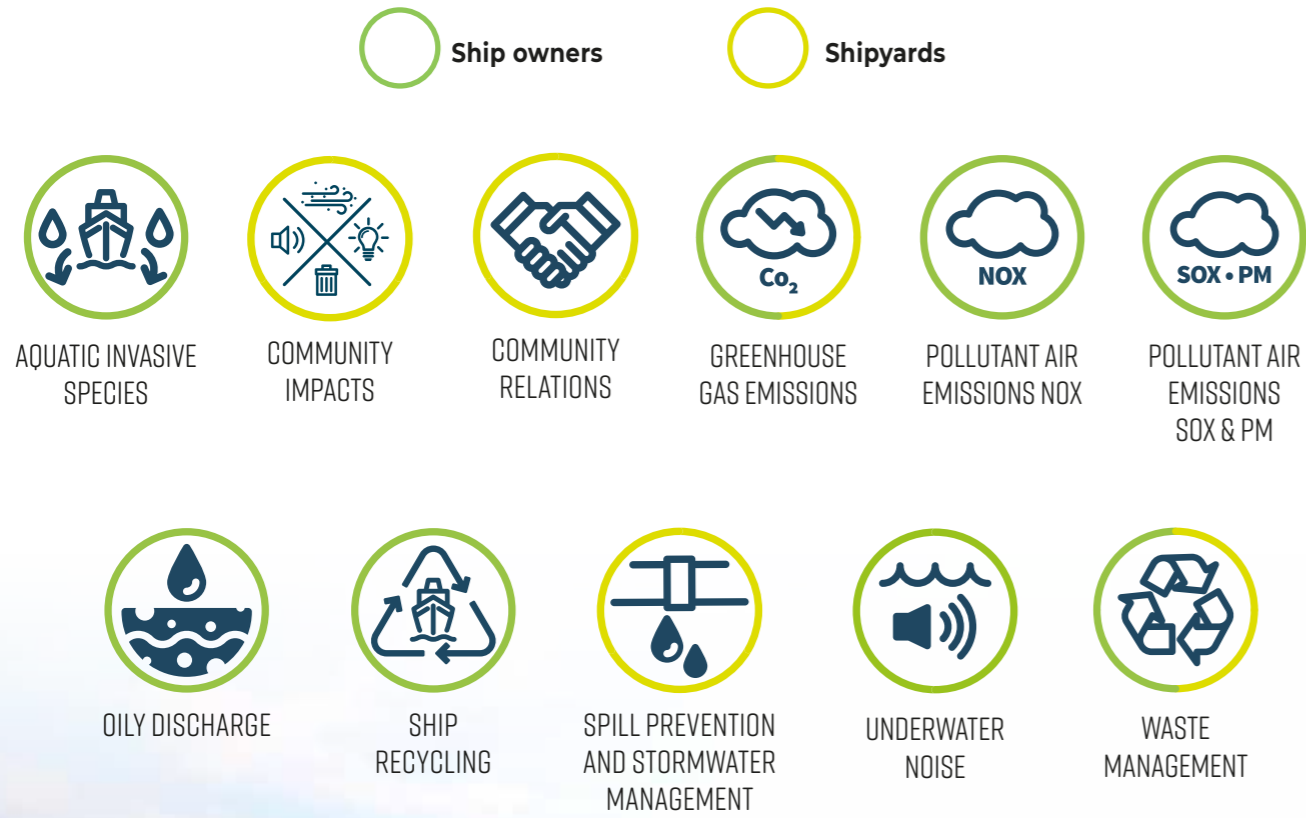 Ship owners
Shipyards
Co₂
NOX
SOX • PM
AQUATIC INVASIVE
SPECIES
COMMUNITY
IMPACTS
COMMUNITY
RELATIONS
GREENHOUSE
GAS EMISSIONS
POLLUTANT AIR
EMISSIONS NOX
POLLUTANT AIR
EMISSIONS
SOX & PM
OILY DISCHARGE
SHIP
RECYCLING
SPILL PREVENTION
AND STORMWATER
MANAGEMENT
UNDERWATER
NOISE
WASTE
MANAGEMENT